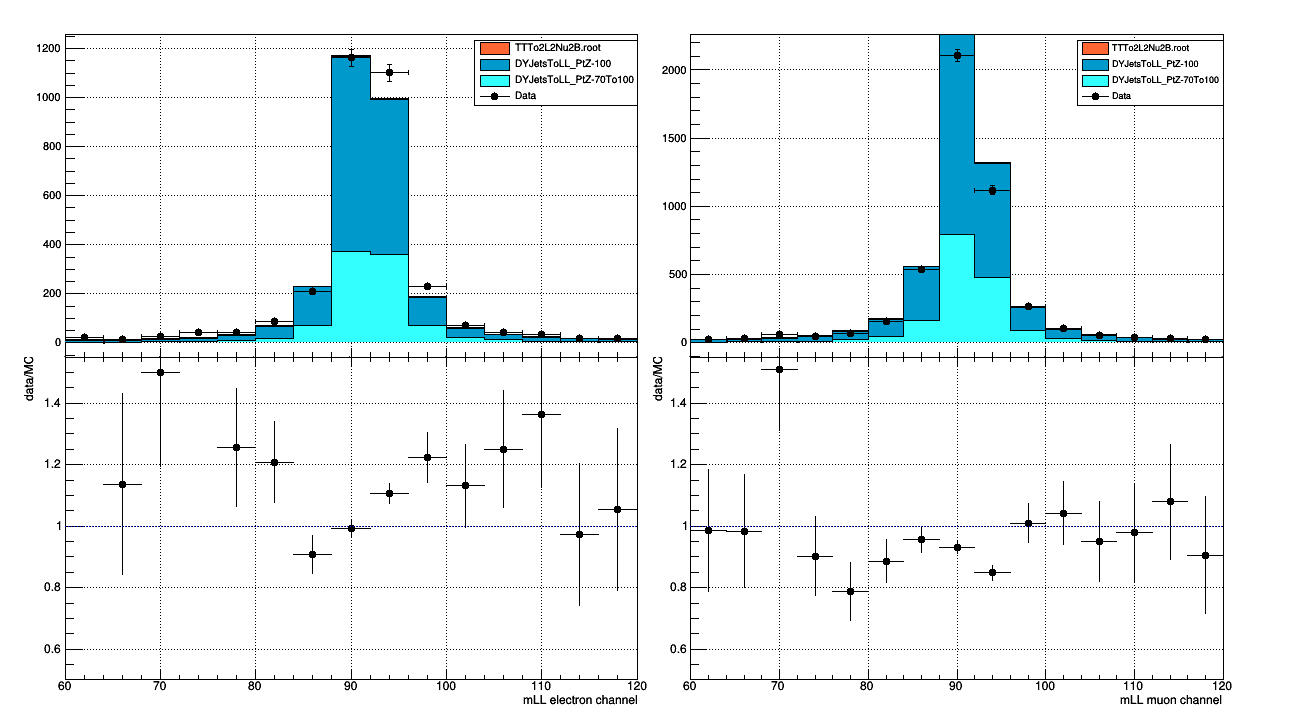 1200
1000
800
600
400
200
0
TTTo2L2Nu2B.root
DYJetsToLL_PtZ-100
DYJetsToLL_PtZ-70To100
Data
data/MC
1.4
1.2
1
0.8
0.6
60 70 80 90 100 110 120
mLL electron channel
2000
1500
1000
500
0
TTTo2L2Nu2B.root
DYJetsToLL_PtZ-100
DYJetsToLL_PtZ-70To100
Data
data/MC
1.4
1.2
1
0.8
0.6
60 70 80 90 100 110 120
mLL muon channel